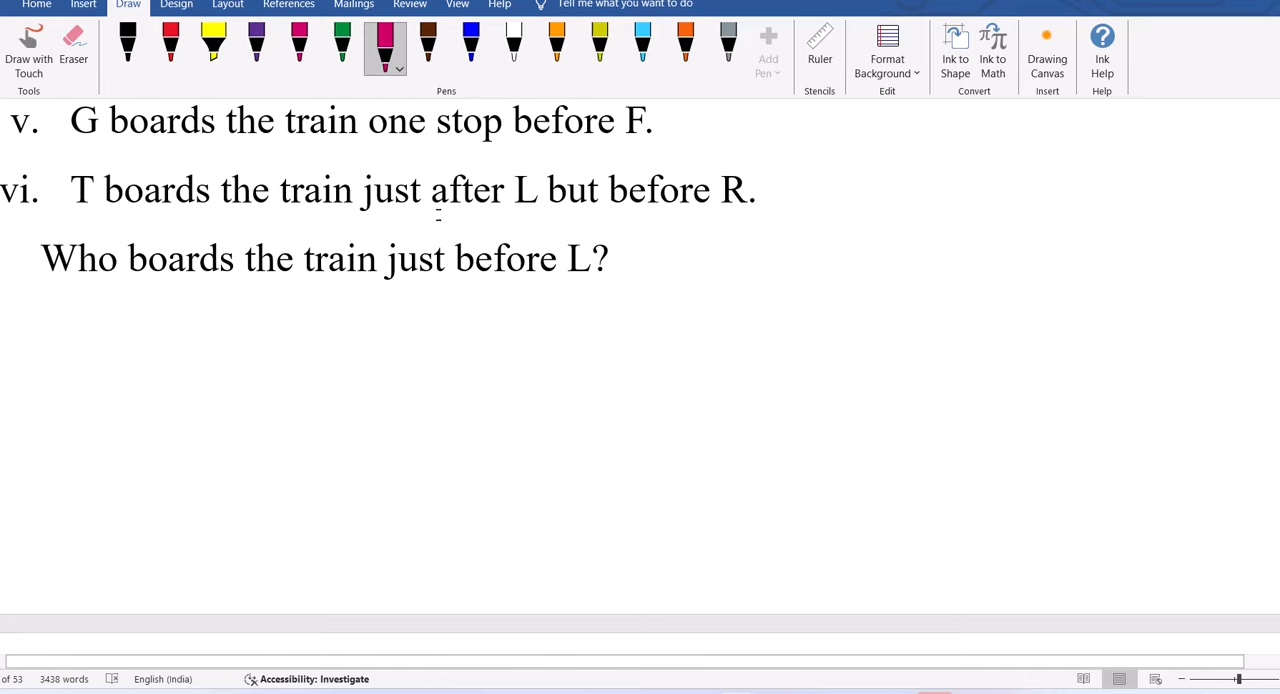 Home Insert Draw Design Layout References Mailings Review View Help Tell me what you want to do
Draw with Touch Eraser Add Pen Ruler Format Background Ink to Shape Ink to Math Drawing Canvas Ink Help
Tools Pens Stencils Edit Convert Insert Help
v. G boards the train one stop before F.
vi. T boards the train just after L but before R.
Who boards the train just before L?
of 53 3438 words English (India) Accessibility: Investigate